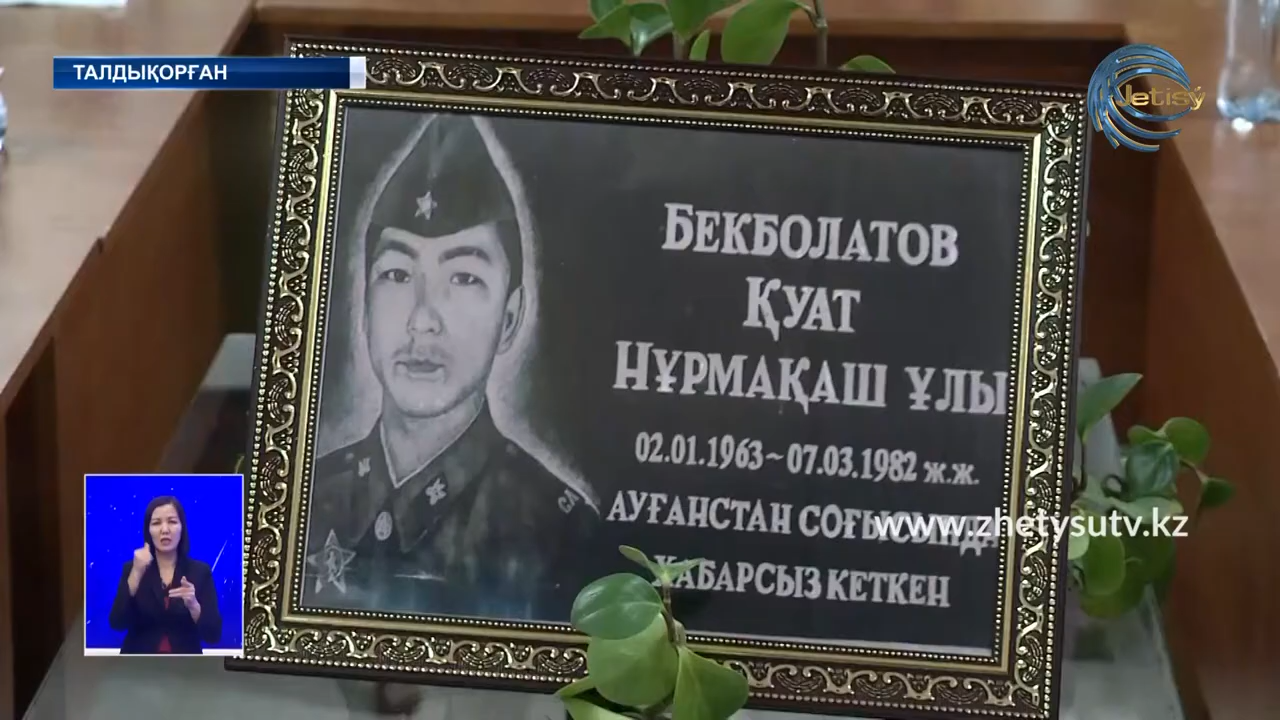 ТАЛДЫҚОРҒАН
Jetisý
БЕКБОЛАТОВ
ҚУАТ
НҰРМАҚАШ ҰЛЫ
02.01.1963~07.03.1982 ж.ж.
АУҒАНСТАН СОҒЫСЫНДА
ХАБАРСЫЗ КЕТКЕН
СА
www.zhetysutv.kz